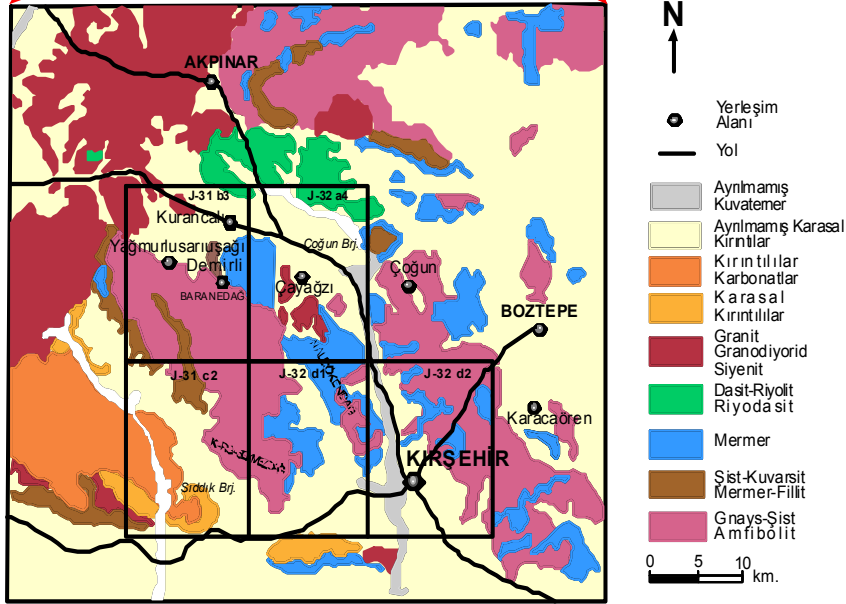 N
AKPINAR
J-31 b3
J-32 a4
Kurancalı
Çoğun Brj.
Yağmurlusarıuşağı
Demirli
BARANEDAĞ
Çayağzı
Çoğun
BOZTEPE
J-31 c2
J-32 d1
J-32 d2
Karacaören
KIRŞEHİR
Sıddık Brj.
Yerleşim
Alanı
Yol
Ayrılmamış
Kuvaterner
Ayrılmamış Karasal
Kırıntılar
Kırıntılılar
Karbonatlar
Karasal
Kırıntılılar
Granit
Granodiyorid
Siyenit
Dasit-Riyolit
Riyodasit
Mermer
Şist-Kuvarsit
Mermer-Fillit
Gnays-Şist
Amfibolit
0 5 10
km.